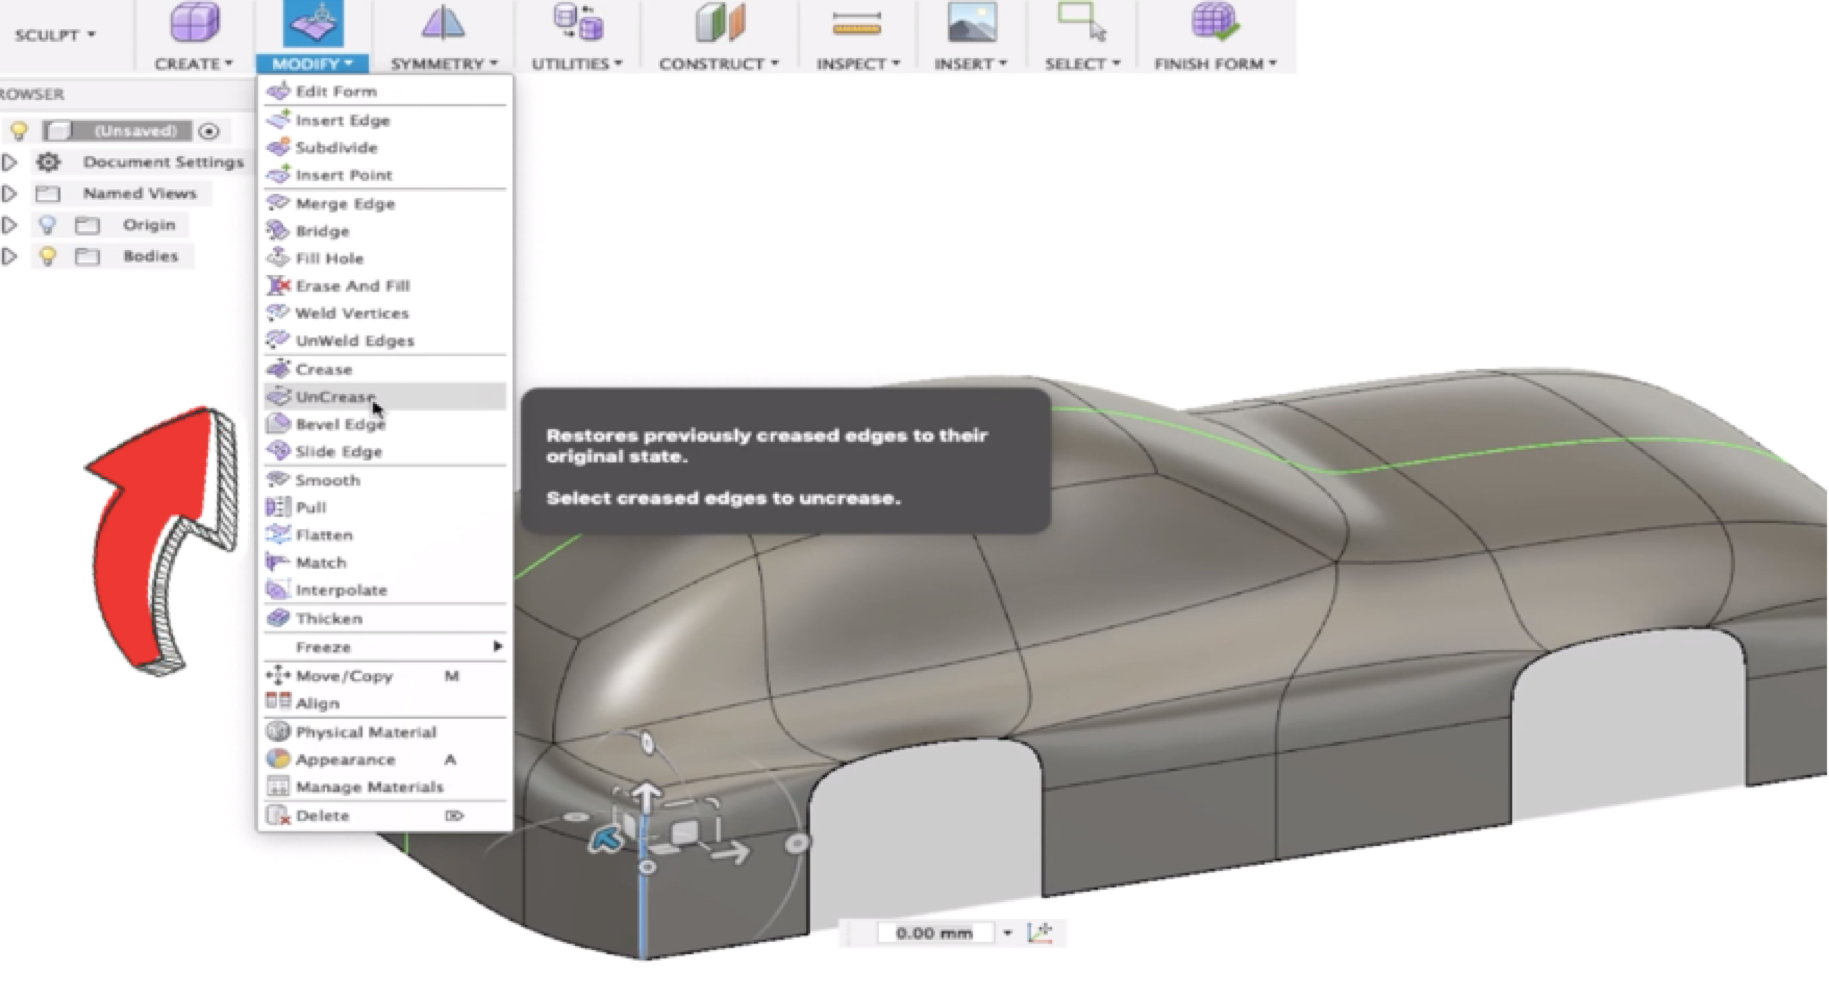 SCULPT
CREATE
MODIFY
SYMMETRY
UTILITIES
CONSTRUCT
INSPECT
INSERT
SELECT
FINISH FORM
ROWSER
(Unsaved)
Document Settings
Named Views
Origin
Bodies
Edit Form
Insert Edge
Subdivide
Insert Point
Merge Edge
Bridge
Fill Hole
Erase And Fill
Weld Vertices
UnWeld Edges
Crease
UnCrease
Bevel Edge
Slide Edge
Smooth
Pull
Flatten
Match
Interpolate
Thicken
Freeze
Move/Copy M
Align
Physical Material
Appearance A
Manage Materials
Delete
Restores previously creased edges to their
original state.
Select creased edges to uncrease.
0.00 mm